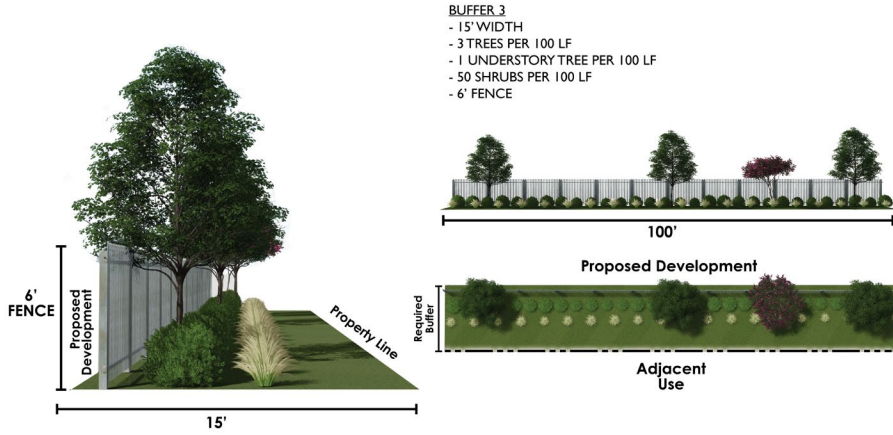 BUFFER 3
- 15' WIDTH
- 3 TREES PER 100 LF
- 1 UNDERSTORY TREE PER 100 LF
- 50 SHRUBS PER 100 LF
- 6' FENCE
6'
FENCE
Proposed
Development
Property Line
15'
100'
Proposed Development
Required
Buffer
Adjacent
Use